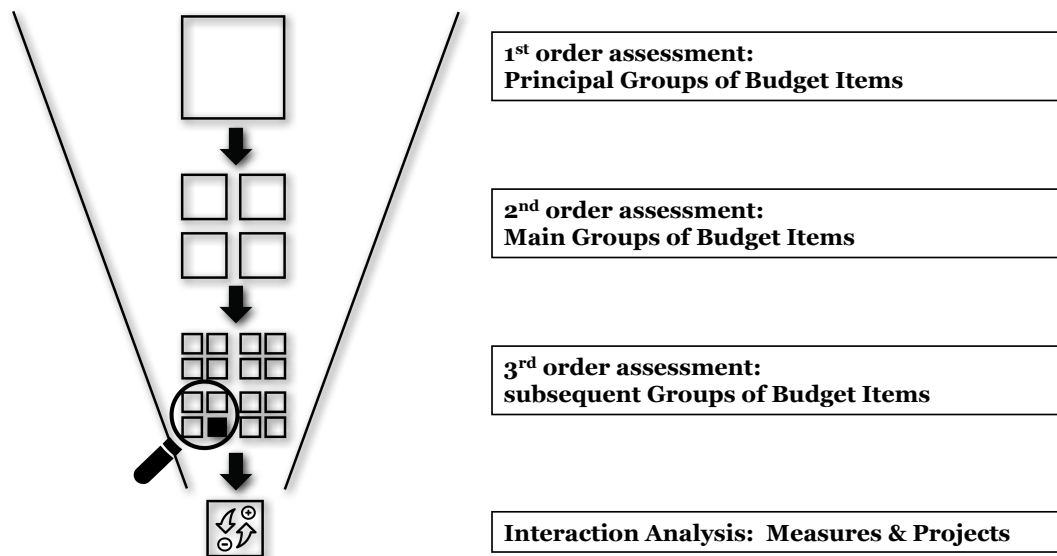 1st order assessment:
Principal Groups of Budget Items
2nd order assessment:
Main Groups of Budget Items
3rd order assessment:
subsequent Groups of Budget Items
Interaction Analysis: Measures & Projects